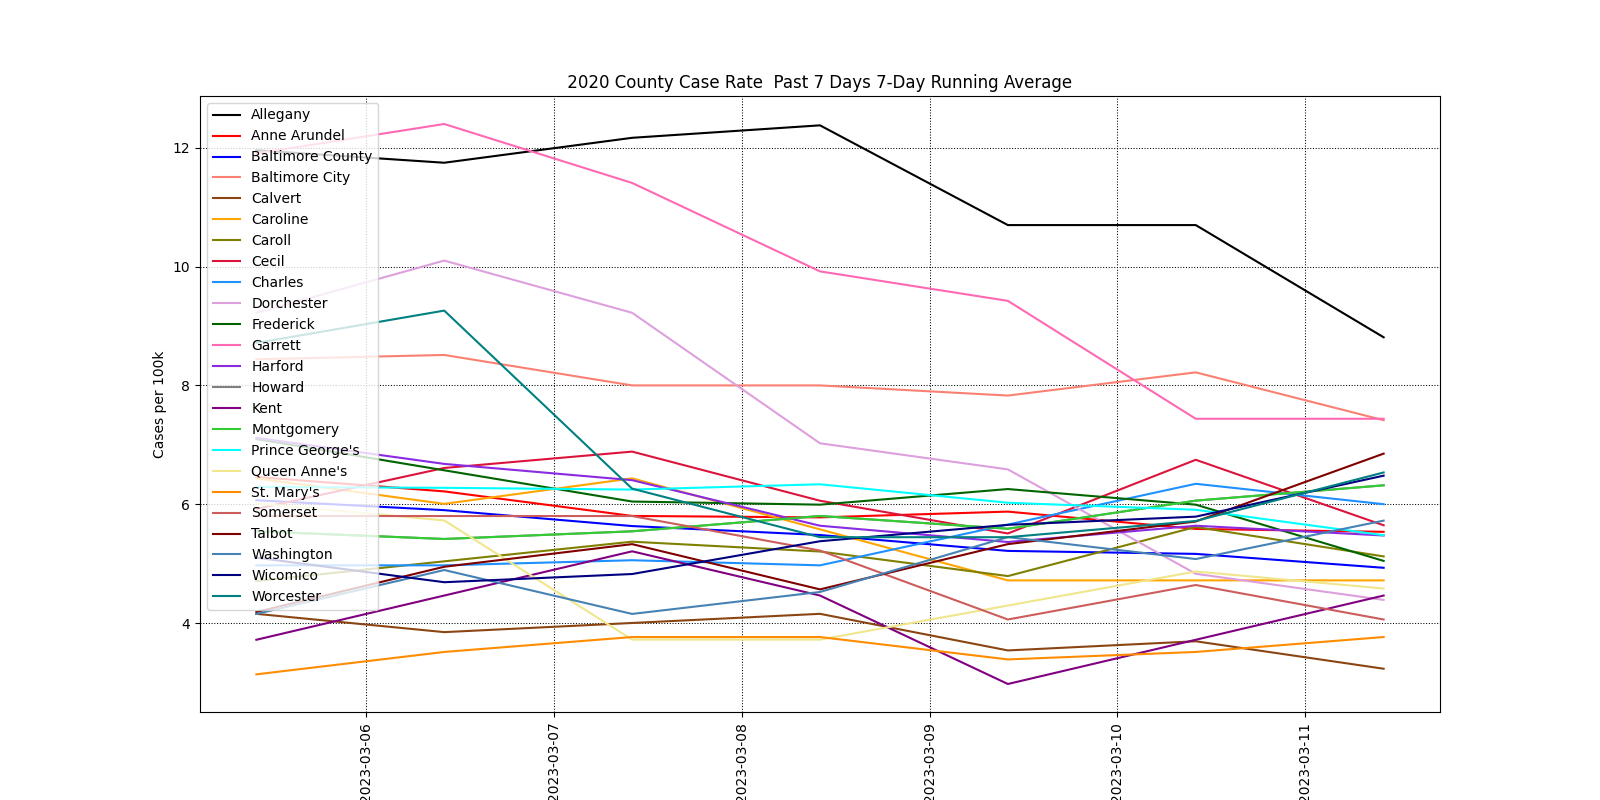 2020 County Case Rate  Past 7 Days 7-Day Running Average
Cases per 100k
12
10
8
6
4
Allegany
Anne Arundel
Baltimore County
Baltimore City
Calvert
Caroline
Caroll
Cecil
Charles
Dorchester
Frederick
Garrett
Harford
Howard
Kent
Montgomery
Prince George's
Queen Anne's
St. Mary's
Somerset
Talbot
Washington
Wicomico
Worcester
2023-03-06
2023-03-07
2023-03-08
2023-03-09
2023-03-10
2023-03-11